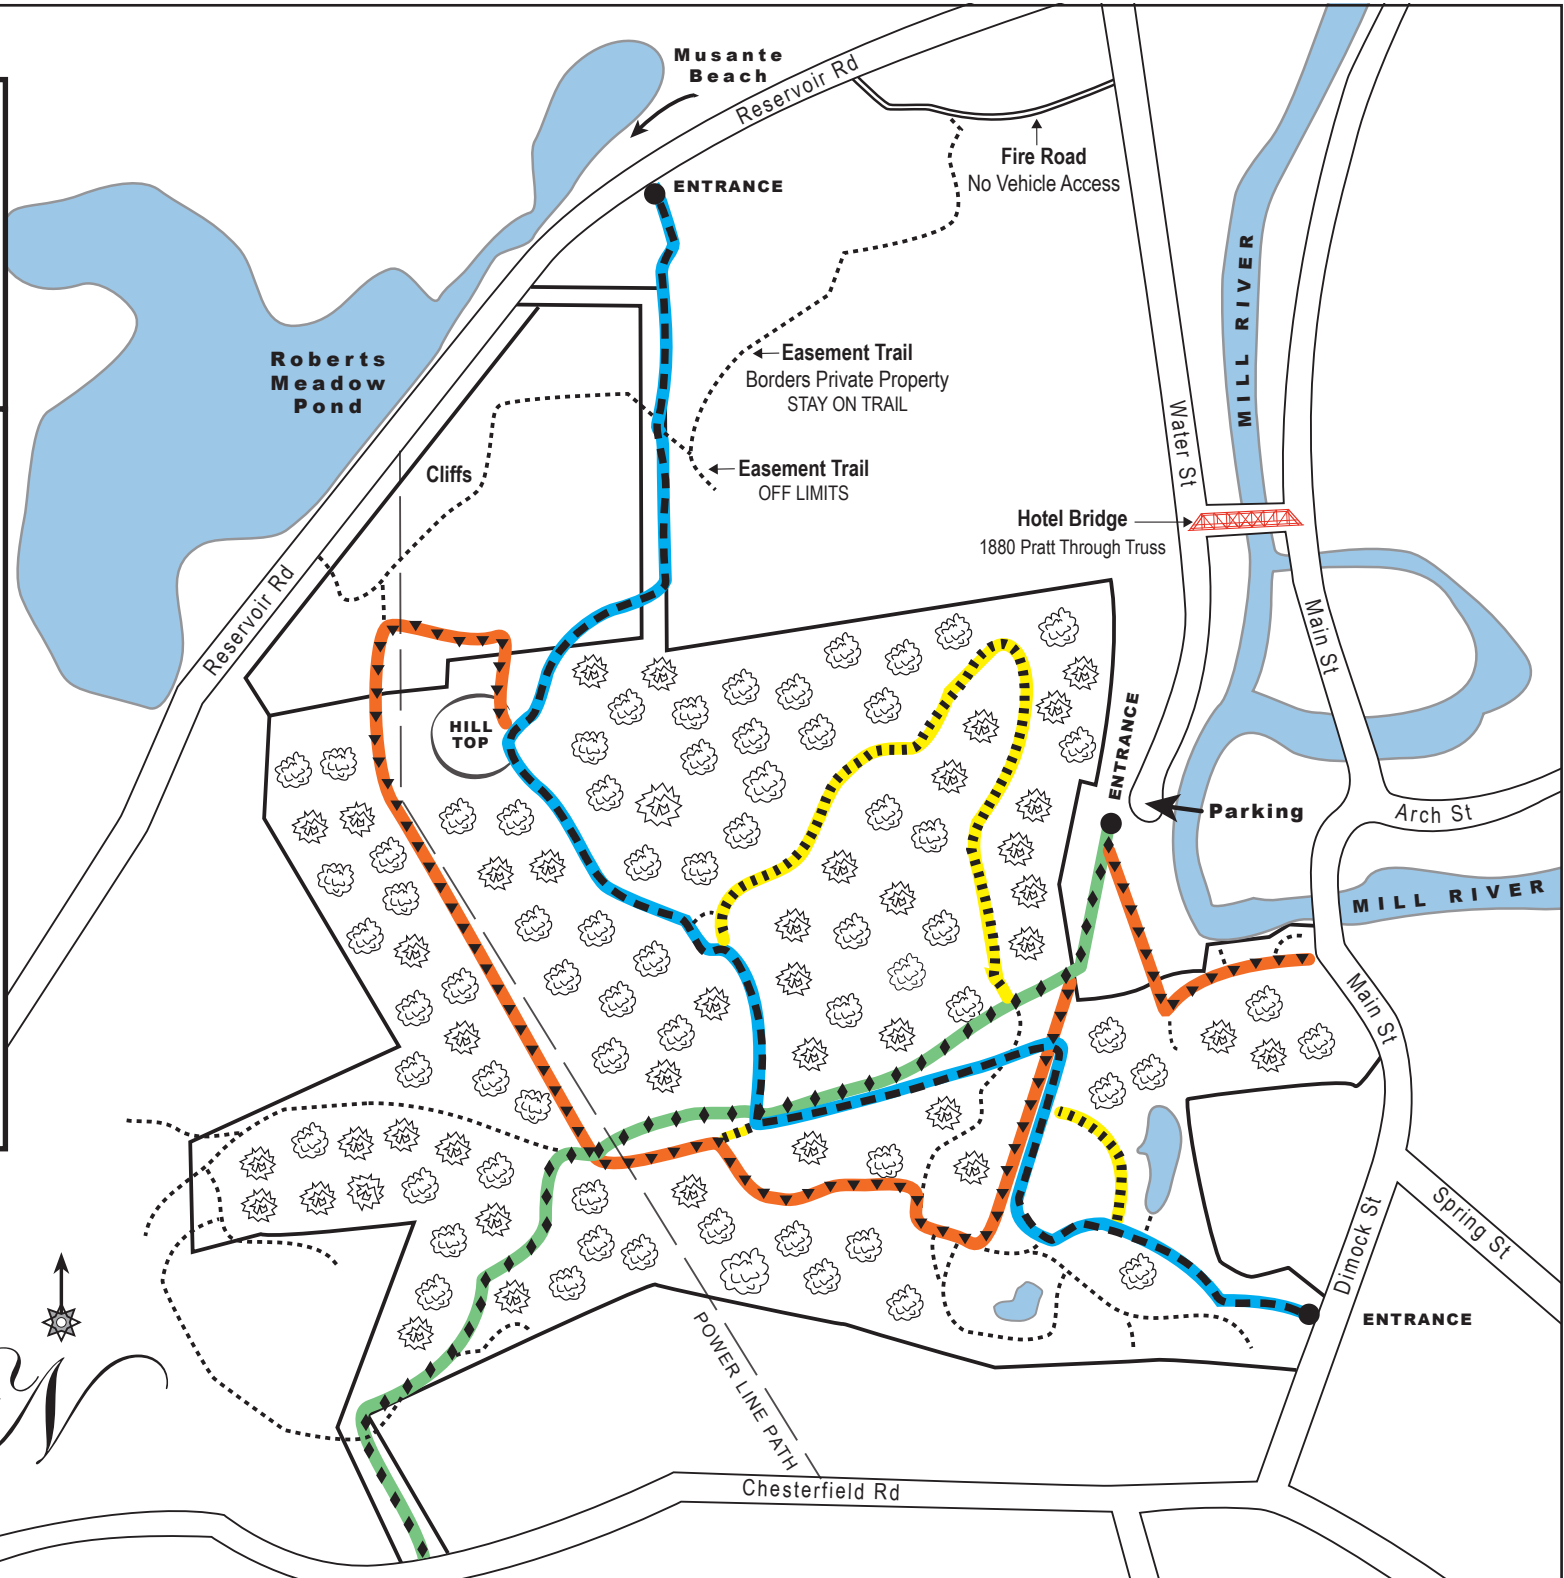 Musante
Beach
Reservoir Rd
ENTRANCE
Fire Road
No Vehicle Access
MILL RIVER
Roberts
Meadow
Pond
Easement Trail
Borders Private Property
STAY ON TRAIL
Cliffs
Easement Trail
OFF LIMITS
Water St
Hotel Bridge
1880 Pratt Through Truss
Reservoir Rd
Main St
HILL
TOP
ENTRANCE
Parking
Arch St
MILL RIVER
Main St
Dimock St
Spring St
ENTRANCE
POWER LINE PATH
N
Chesterfield Rd